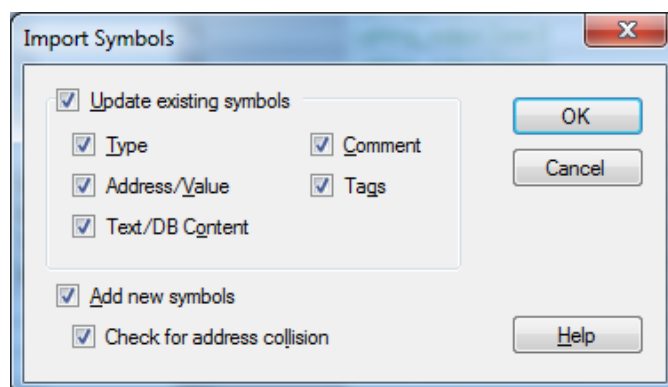 Import Symbols
Update existing symbols
OK
Type
Comment
Cancel
Address/Value
Tags
Text/DB Content
Add new symbols
Check for address collision
Help